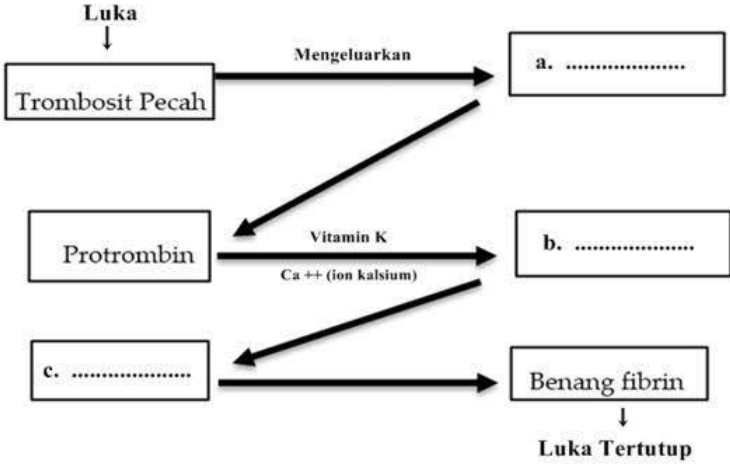 Luka
↓
Mengeluarkan
a. ....................
Trombosit Pecah
Vitamin K
Protrombin
b. ....................
Ca ++ (ion kalsium)
c. ....................
Benang fibrin
↓
Luka Tertutup